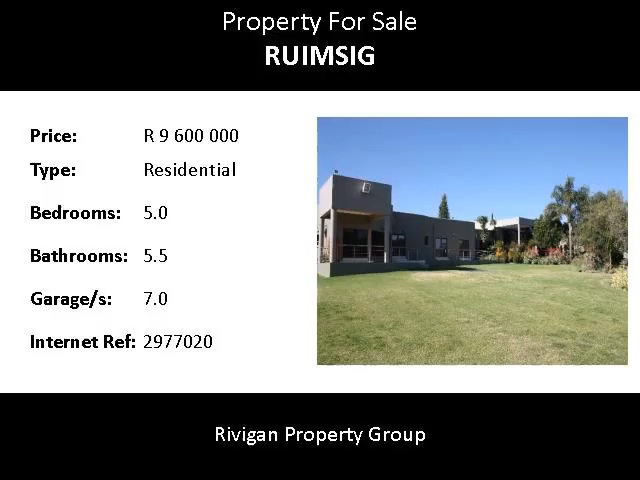 Property For Sale
RUIMSIG
Price: R 9 600 000
Type: Residential
Bedrooms: 5.0
Bathrooms: 5.5
Garage/s: 7.0
Internet Ref: 2977020
Rivigan Property Group